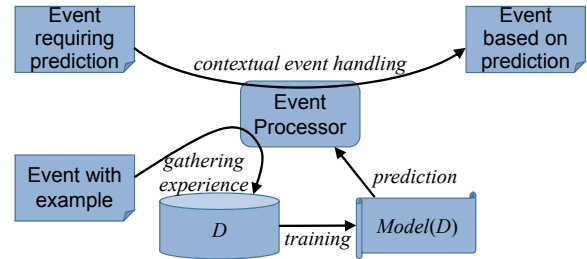 Event
requiring
prediction
Event
based on
prediction
contextual event handling
Event
Processor
Event with
example
gathering
experience
prediction
D
training
Model(D)